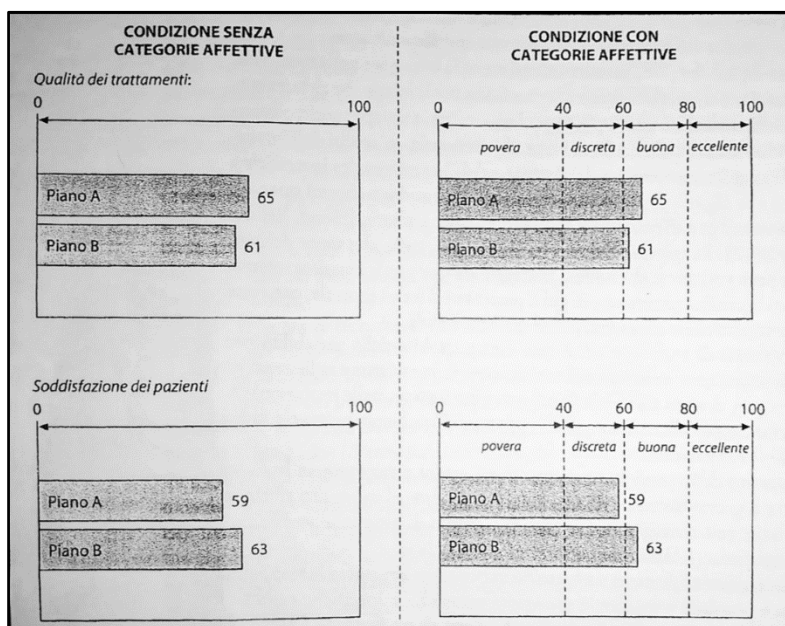 CONDIZIONE SENZA
CATEGORIE AFFETTIVE
Qualità dei trattamenti:
0 100
Piano A 65
Piano B 61
Soddisfazione dei pazienti
0 100
Piano A 59
Piano B 63
CONDIZIONE CON
CATEGORIE AFFETTIVE
0 40 60 80 100
povera discreta buona eccellente
Piano A 65
Piano B 61
0 40 60 80 100
povera discreta buona eccellente
Piano A 59
Piano B 63